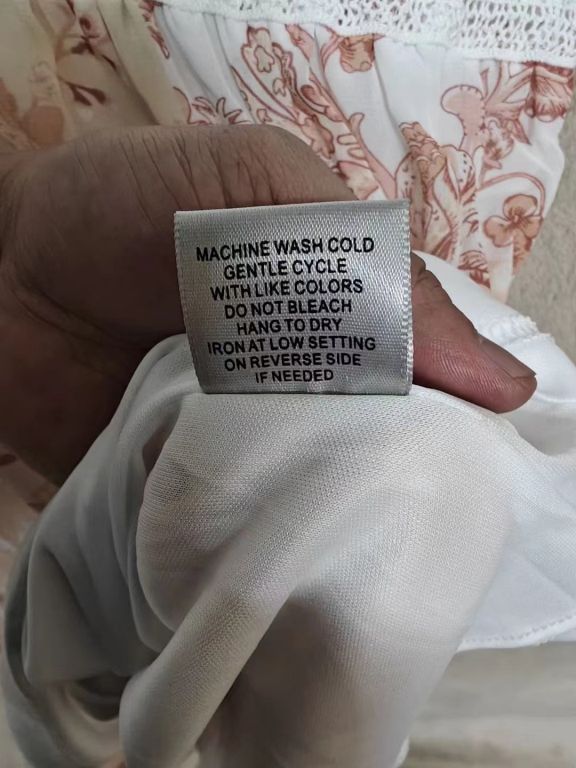 MACHINE WASH COLD
GENTLE CYCLE
WITH LIKE COLORS
DO NOT BLEACH
HANG TO DRY
IRON AT LOW SETTING
ON REVERSE SIDE
IF NEEDED